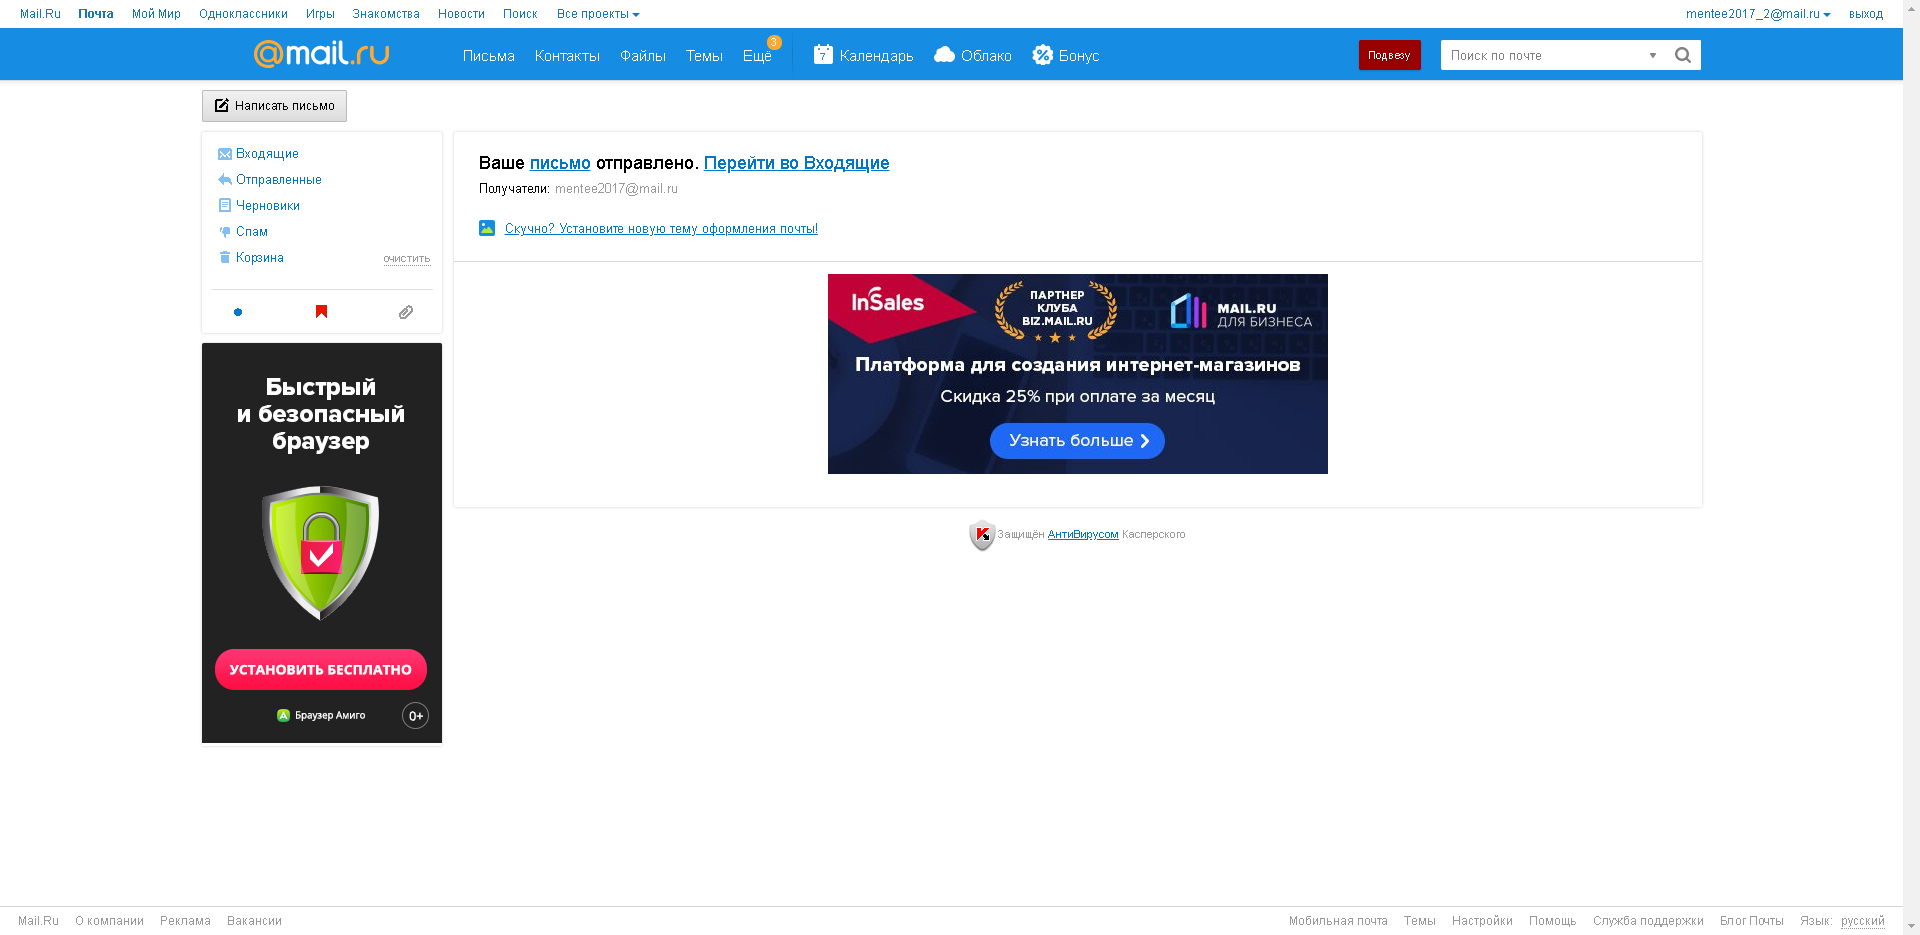 Mail.Ru Почта Мой Мир Одноклассники Игры Знакомства Новости Поиск Все проекты mentee2017_2@mail.ru выход
@mail.ru Письма Контакты Файлы Темы Ещё 3 7 Календарь Облако Бонус Подвезу Поиск по почте
Написать письмо
Входящие
Отправленные
Черновики
Спам
Корзина очистить
Ваше письмо отправлено. Перейти во Входящие
Получатели: mentee2017@mail.ru
Скучно? Установите новую тему оформления почты!
InSales
ПАРТНЕР
КЛУБА
BIZ.MAIL.RU
MAIL.RU
ДЛЯ БИЗНЕСА
Платформа для создания интернет-магазинов
Скидка 25% при оплате за месяц
Узнать больше
Быстрый
и безопасный
браузер
УСТАНОВИТЬ БЕСПЛАТНО
Браузер Амиго 0+
Защищён АнтиВирусом Касперского
Mail.Ru О компании Реклама Вакансии Мобильная почта Темы Настройки Помощь Служба поддержки Блог Почты Язык: русский